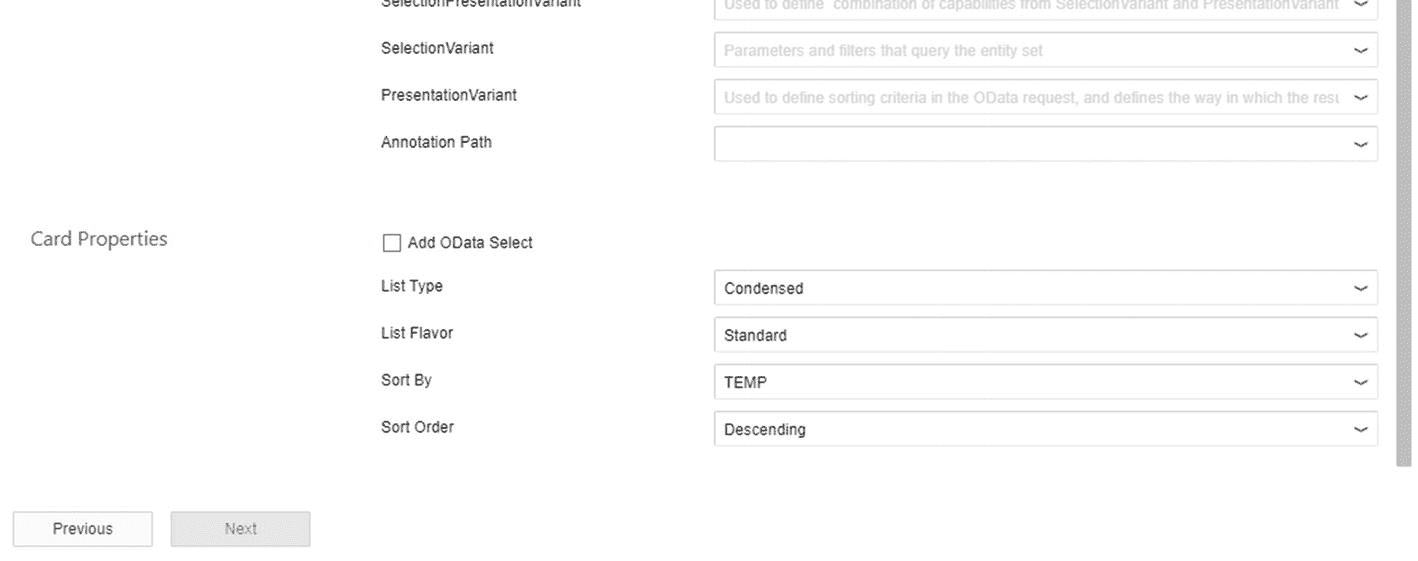 SelectionPresentationVariant Used to define combination of capabilities from SelectionVariant and PresentationVariant
SelectionVariant Parameters and filters that query the entity set
PresentationVariant Used to define sorting criteria in the OData request, and defines the way in which the resu
Annotation Path
Card Properties Add OData Select
List Type Condensed
List Flavor Standard
Sort By TEMP
Sort Order Descending
Previous Next